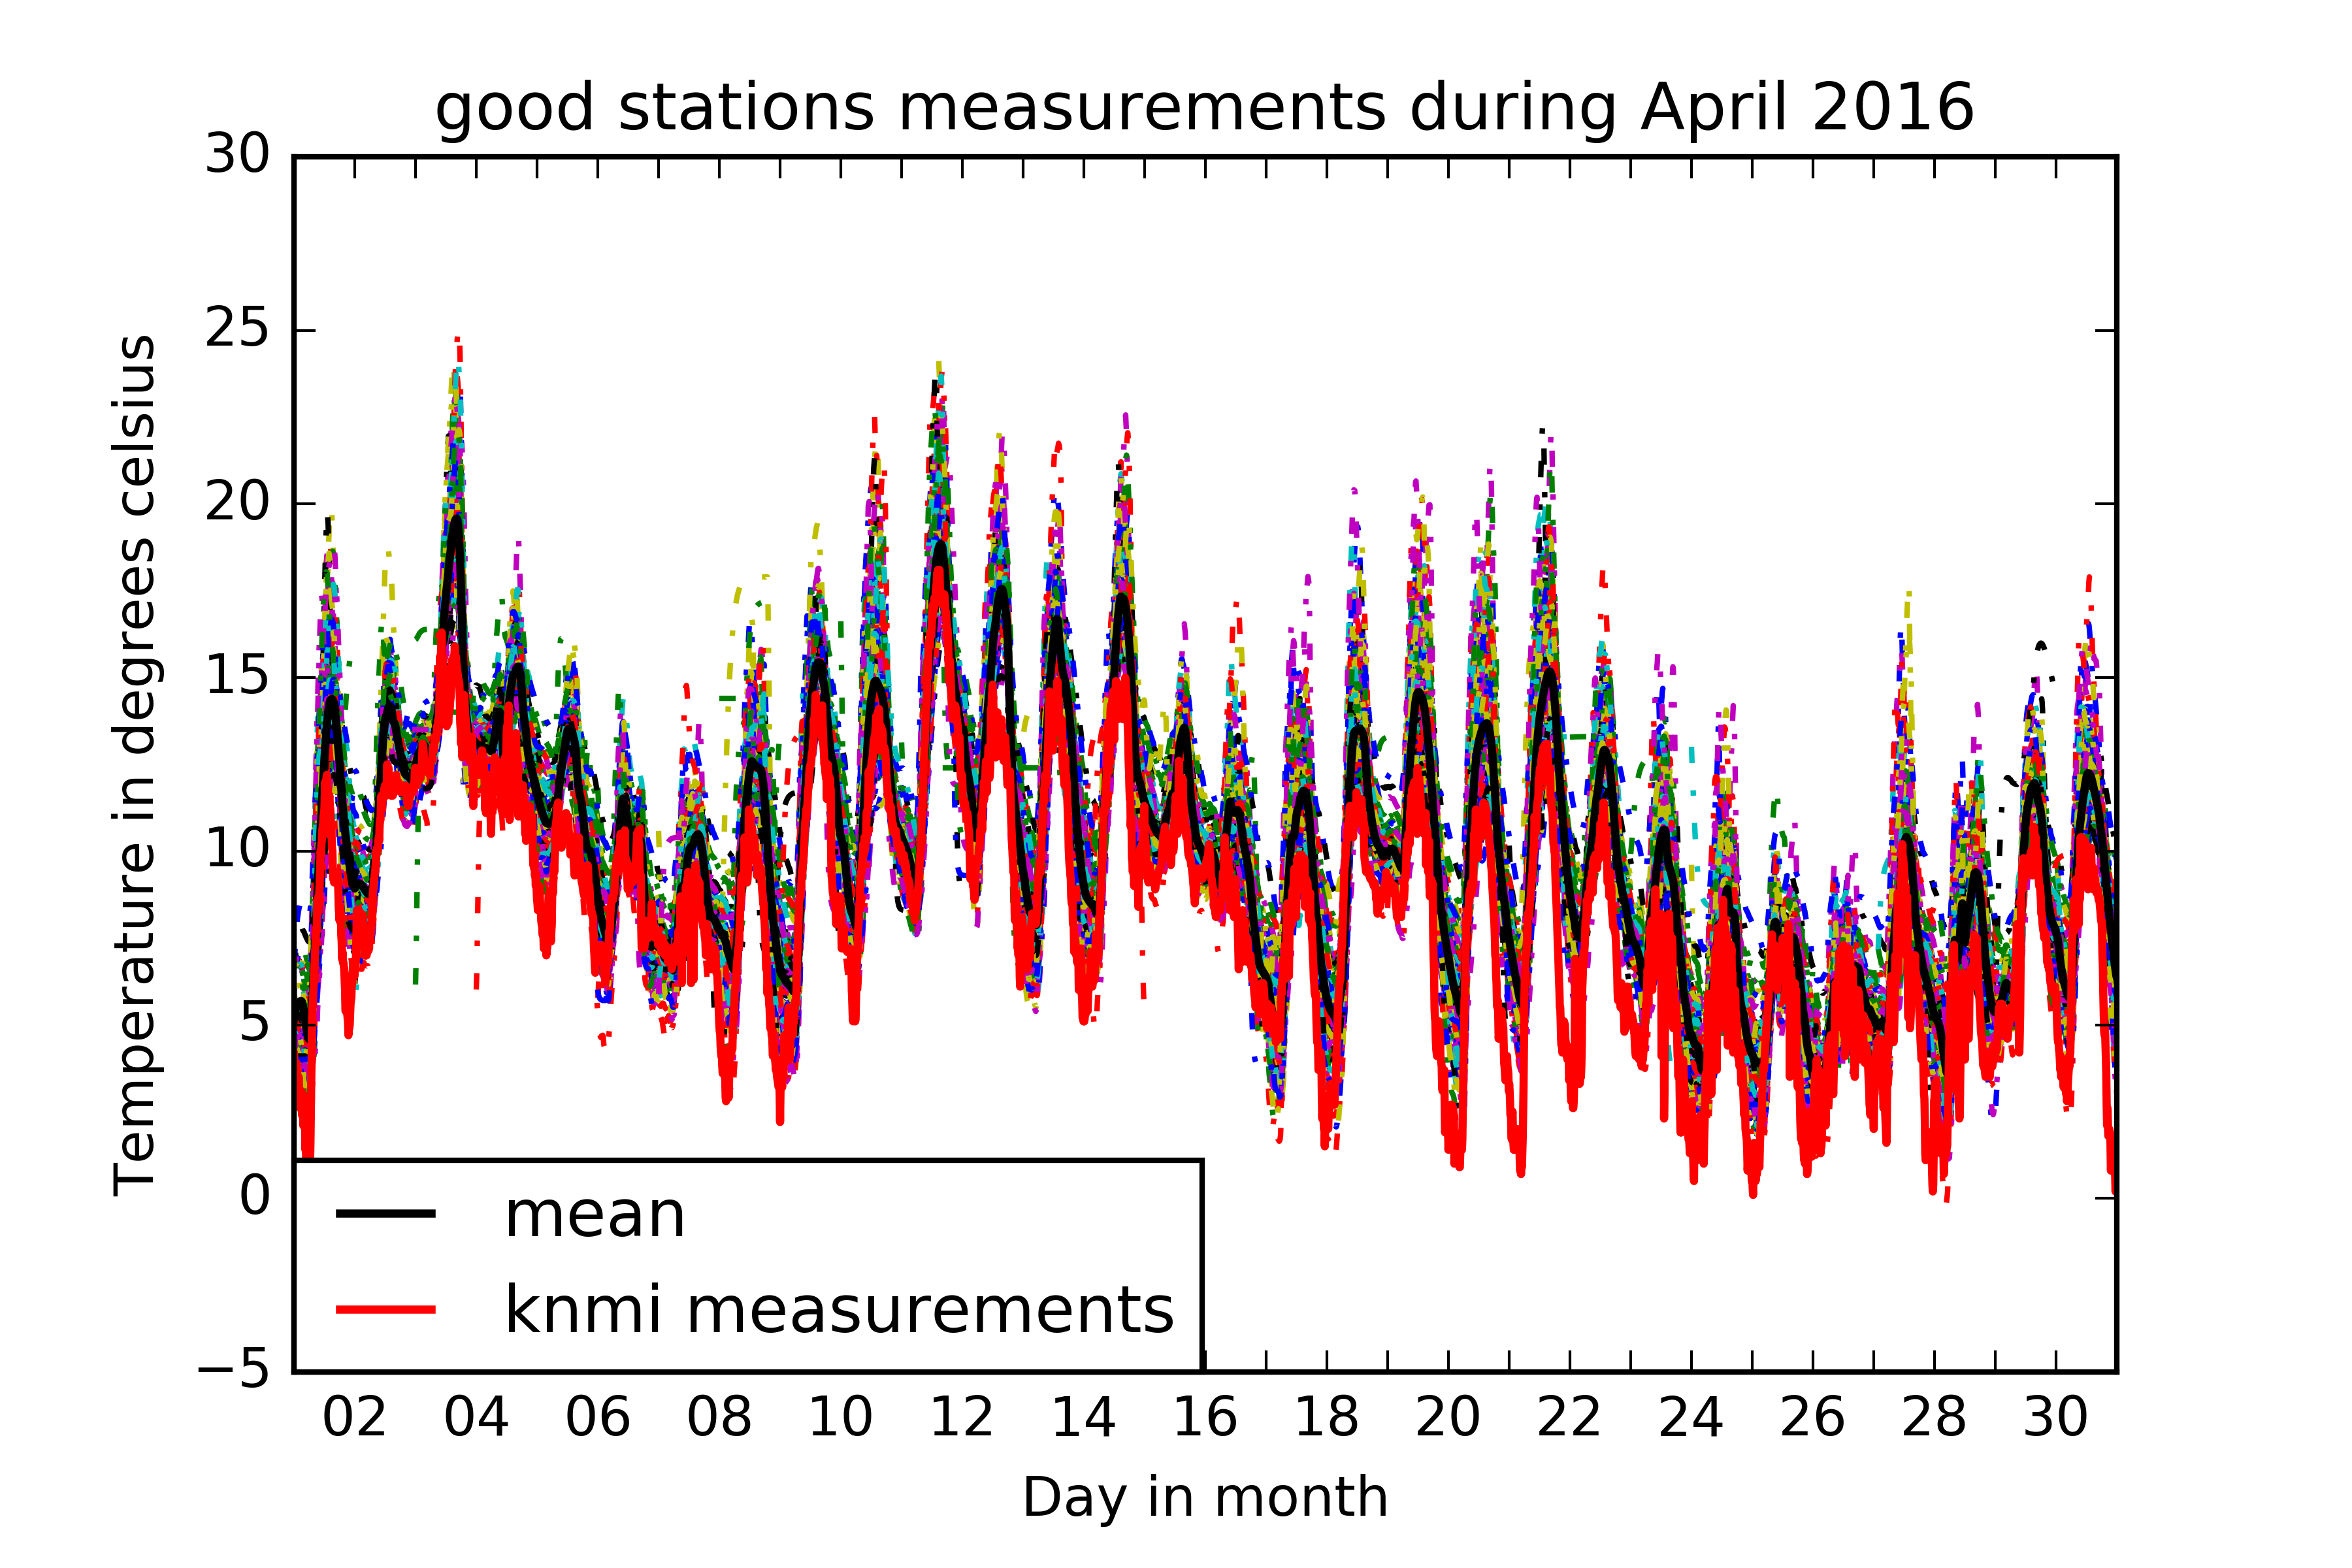 good stations measurements during April 2016
Temperature in degrees celsius
30
25
20
15
10
5
0
−5
mean
knmi measurements
02 04 06 08 10 12 14 16 18 20 22 24 26 28 30
Day in month